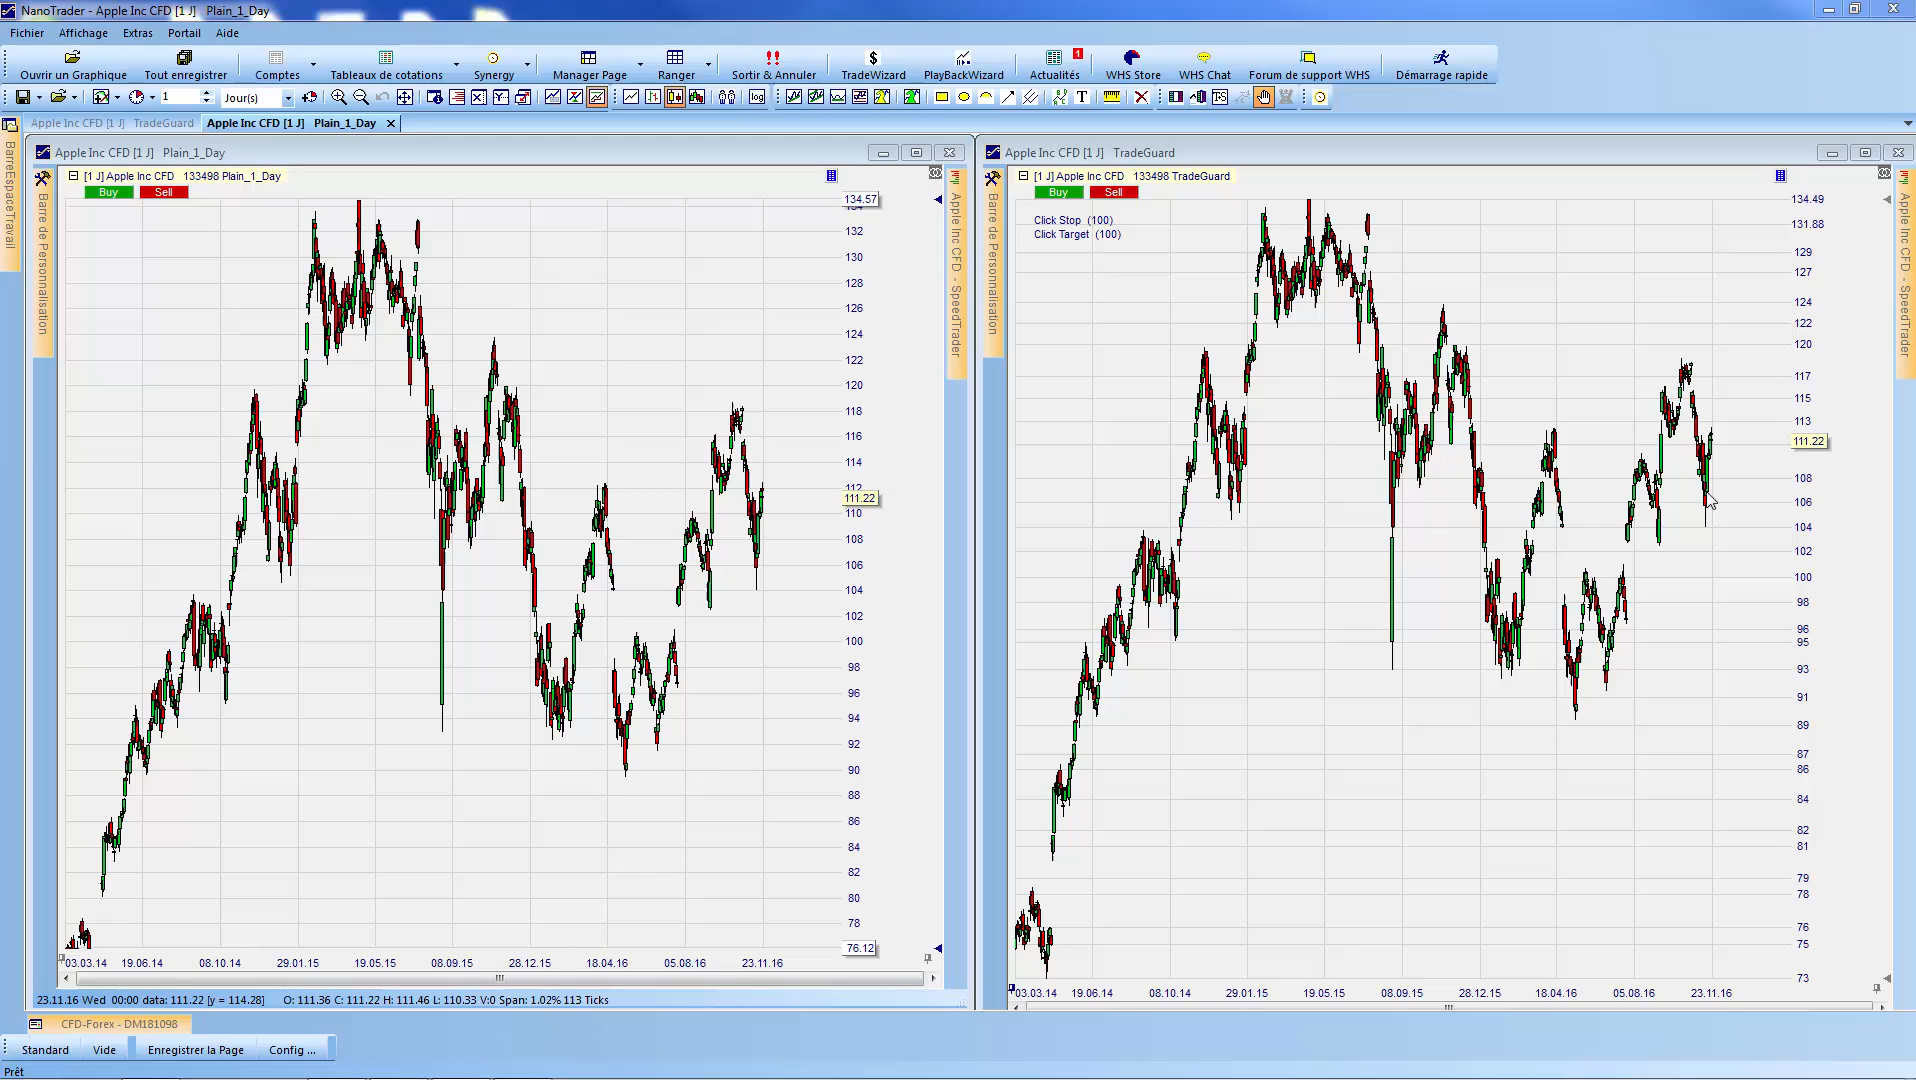 NanoTrader - Apple Inc CFD [1 J]   Plain_1_Day
Fichier Affichage Extras Portail Aide
Ouvrir un Graphique Tout enregistrer Comptes Tableaux de cotations Synergy Manager Page Ranger Sortir & Annuler TradeWizard PlayBackWizard Actualités 1 WHS Store WHS Chat Forum de support WHS Démarrage rapide
1 Jour(s) log
Apple Inc CFD [1 J] TradeGuard Apple Inc CFD [1 J] Plain_1_Day
BarreEspaceTravail
Apple Inc CFD [1 J] Plain_1_Day
Barre de Personnalisation
[1 J] Apple Inc CFD 133498 Plain_1_Day
Buy Sell
134.57
132
130
128
126
124
122
120
118
116
114
112
111.22
110
108
106
104
102
100
98
96
94
92
90
88
86
84
82
80
78
76.12
03.03.14 19.06.14 08.10.14 29.01.15 19.05.15 08.09.15 28.12.15 18.04.16 05.08.16 23.11.16
23.11.16 Wed 00:00 data: 111.22 [y = 114.28] O: 111.36 C: 111.22 H: 111.46 L: 110.33 V:0 Span: 1.02% 113 Ticks
Apple Inc CFD - SpeedTrader
Apple Inc CFD [1 J] TradeGuard
Barre de Personnalisation
[1 J] Apple Inc CFD 133498 TradeGuard
Buy Sell
Click Stop (100)
Click Target (100)
134.49
131.88
129
127
124
122
120
117
115
113
111.22
108
106
104
102
100
98
96
95
93
91
89
87
86
84
82
81
79
78
76
75
73
03.03.14 19.06.14 08.10.14 29.01.15 19.05.15 08.09.15 28.12.15 18.04.16 05.08.16 23.11.16
Apple Inc CFD - SpeedTrader
CFD-Forex - DM181098
Standard Vide Enregistrer la Page Config ...
Prêt